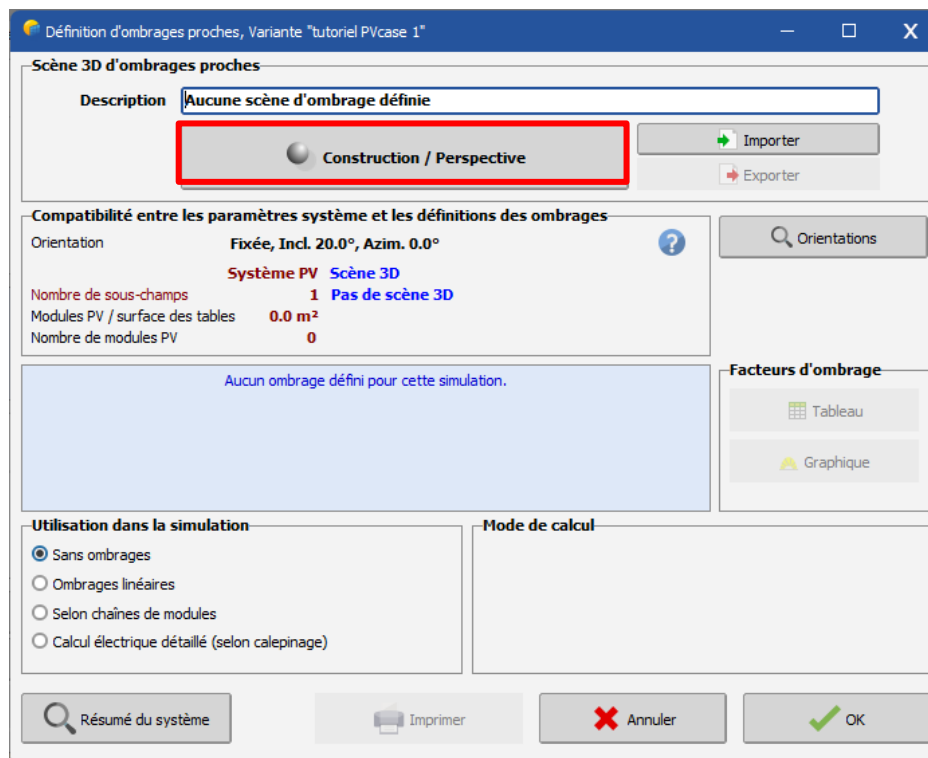 Définition d'ombrages proches, Variante "tutoriel PVcase 1"
Scène 3D d'ombrages proches
Description Aucune scène d'ombrage définie
Construction / Perspective
Importer
Exporter
Compatibilité entre les paramètres système et les définitions des ombrages
Orientation Fixée, Incl. 20.0°, Azim. 0.0°
Orientations
Système PV Scène 3D
Nombre de sous-champs 1 Pas de scène 3D
Modules PV / surface des tables 0.0 m²
Nombre de modules PV 0
Aucun ombrage défini pour cette simulation.
Facteurs d'ombrage
Tableau
Graphique
Utilisation dans la simulation
Sans ombrages
Ombrages linéaires
Selon chaînes de modules
Calcul électrique détaillé (selon calepinage)
Mode de calcul
Résumé du système Imprimer Annuler OK